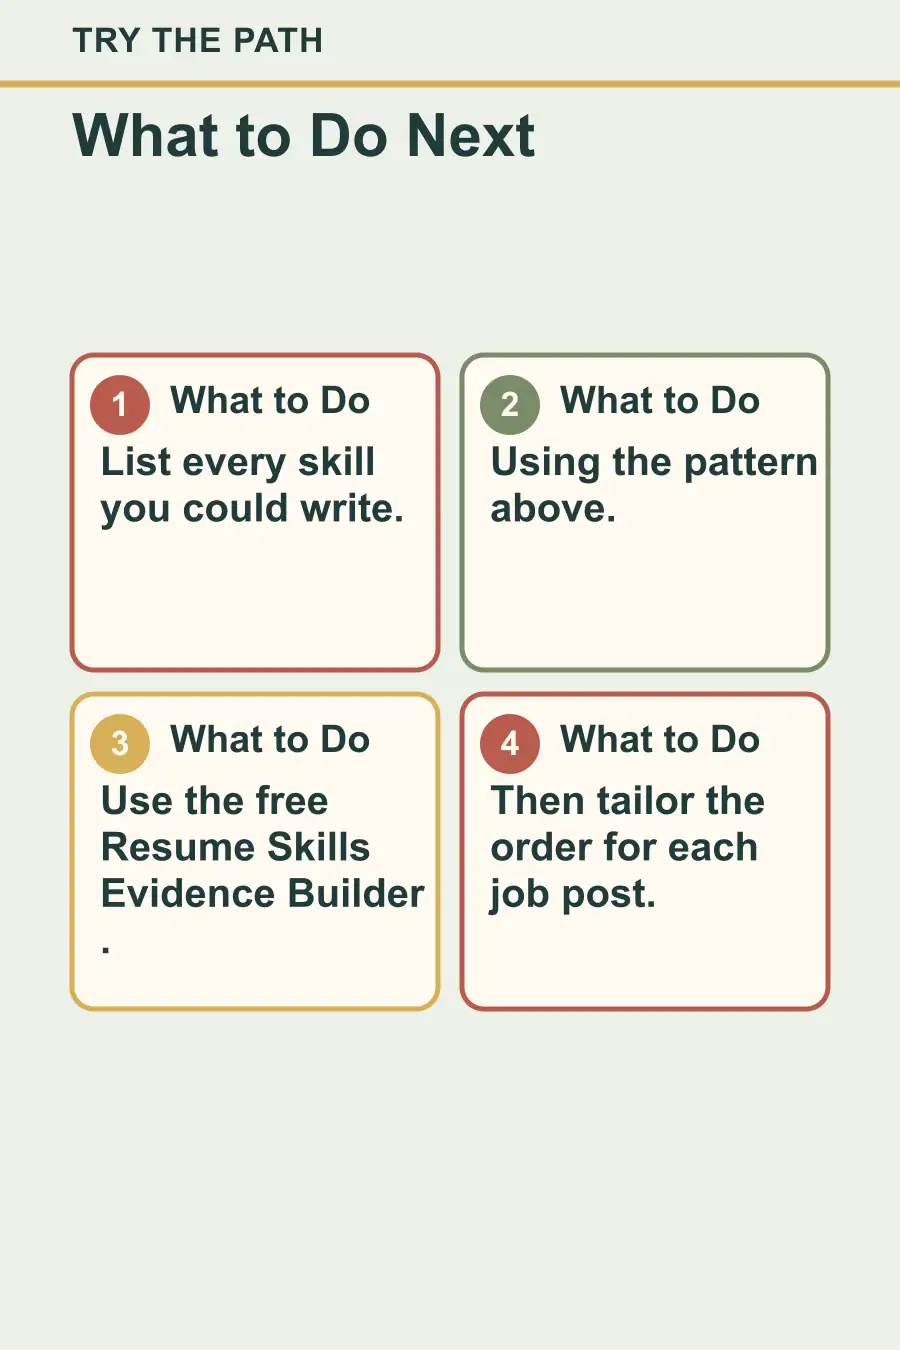 TRY THE PATH
What to Do Next
1 What to Do
List every skill
you could write.
2 What to Do
Using the pattern
above.
3 What to Do
Use the free
Resume Skills
Evidence Builder
.
4 What to Do
Then tailor the
order for each
job post.